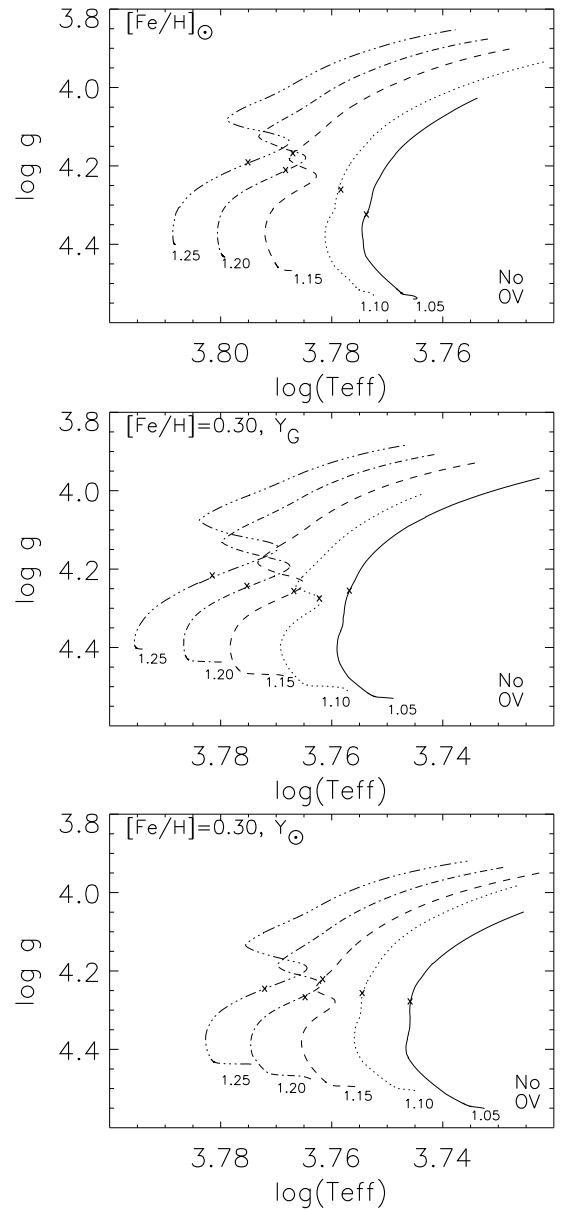 [Fe/H]⊙
3.8
4.0
4.2
4.4
log g
1.25
1.20
1.15
1.10
1.05
No
OV
3.80 3.78 3.76
log(Teff)
[Fe/H]=0.30, Y_G
3.8
4.0
4.2
4.4
log g
1.25
1.20
1.15
1.10
1.05
No
OV
3.78 3.76 3.74
log(Teff)
[Fe/H]=0.30, Y⊙
3.8
4.0
4.2
4.4
log g
1.25
1.20
1.15
1.10
1.05
No
OV
3.78 3.76 3.74
log(Teff)